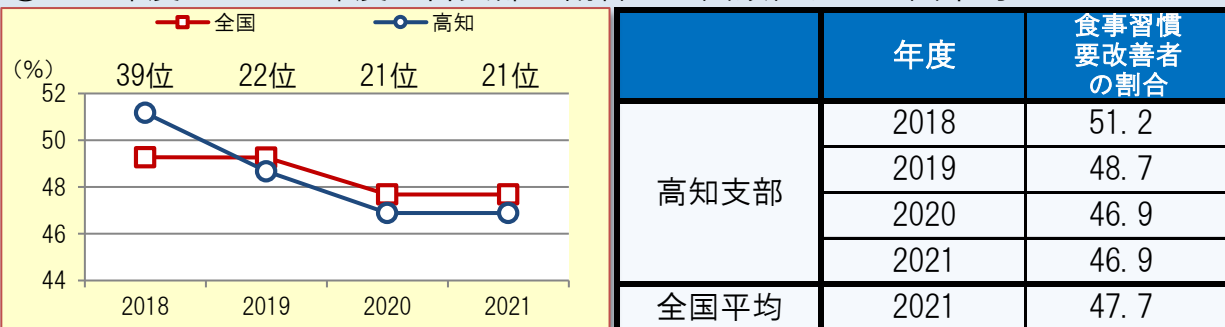 全国 高知
(%) 39位 22位 21位 21位
52
50
48
46
44
2018 2019 2020 2021
年度 食事習慣
要改善者
の割合
高知支部 2018 51.2
2019 48.7
2020 46.9
2021 46.9
全国平均 2021 47.7